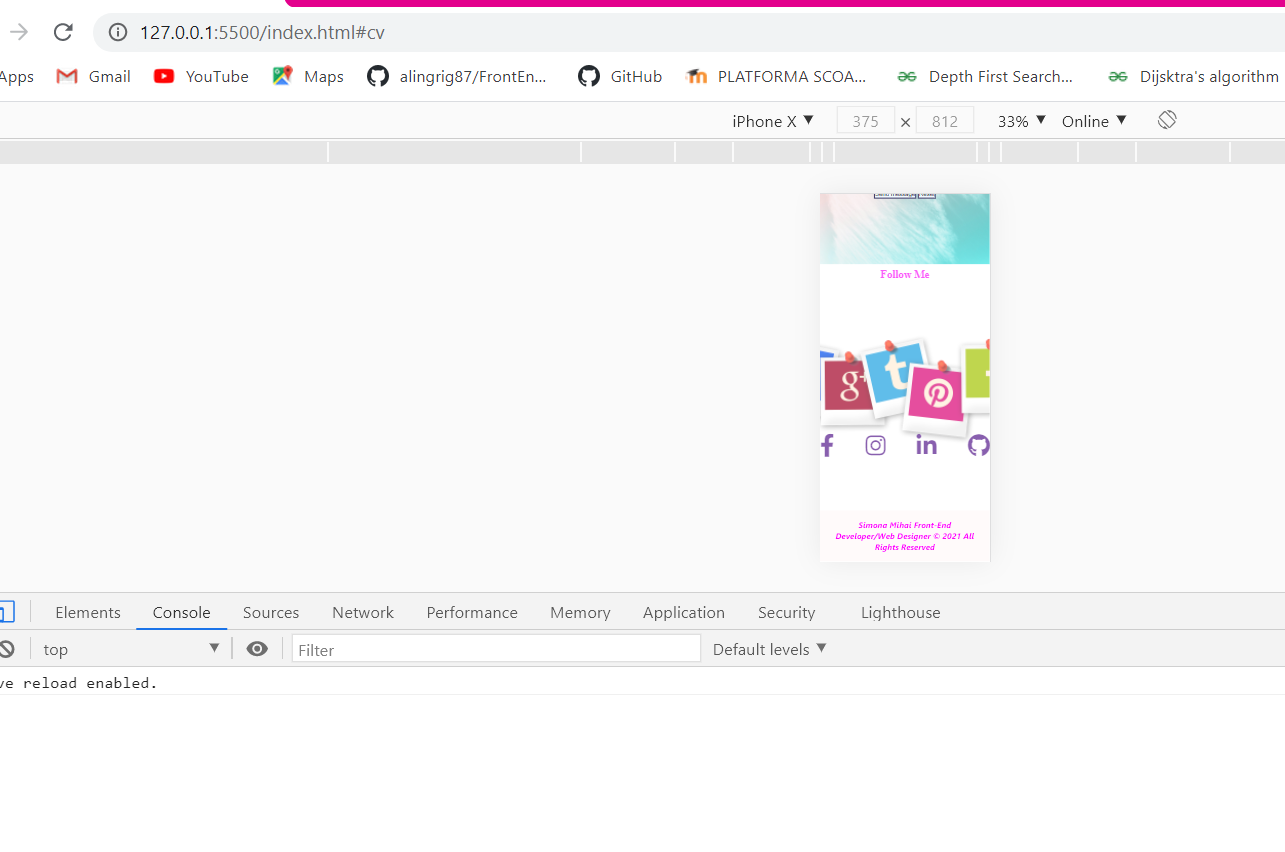 127.0.0.1:5500/index.html#cv
Apps Gmail YouTube Maps alingrig87/FrontEn... GitHub PLATFORMA SCOA... Depth First Search... Dijsktra's algorithm
iPhone X 375 × 812 33% Online
Follow Me
g+ t
f in
Simona Mihai Front-End
Developer/Web Designer © 2021 All
Rights Reserved
Elements Console Sources Network Performance Memory Application Security Lighthouse
top Filter Default levels
ve reload enabled.